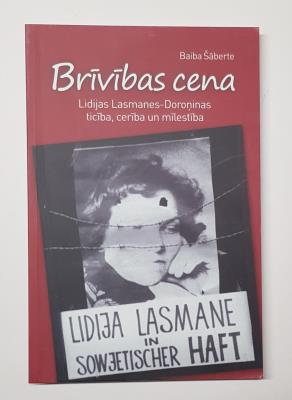 Baiba Šāberte
Brīvības cena
Lidijas Lasmanes-Doroņinas
ticība, cerība un mīlestība
LIDIJA LASMANE
IN
SOWJETISCHER HAFT